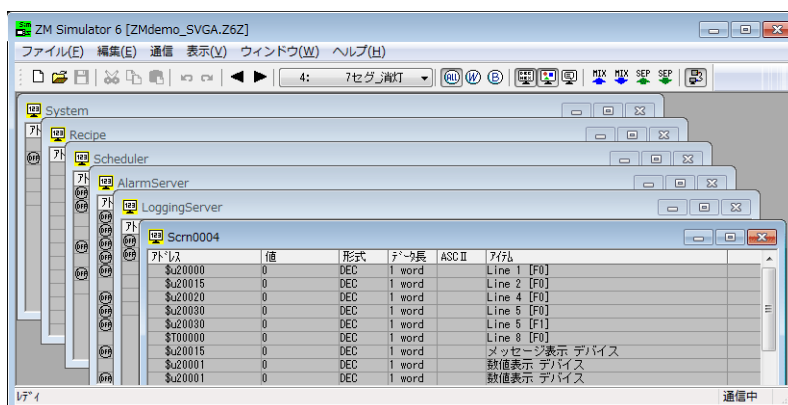 ZM Simulator 6 [ZMdemo_SVGA.Z6Z]
ファイル(F) 編集(E) 通信 表示(V) ウィンドウ(W) ヘルプ(H)
4: 7セグ_消灯 ALL W B MIX MIX SEP SEP
System
Recipe
Scheduler
AlarmServer
LoggingServer
Scrn0004
アドレス 値 形式 データ長 ASCⅡ アイテム
$u20000 0 DEC 1 word Line 1 [F0]
$u20015 0 DEC 1 word Line 2 [F0]
$u20020 0 DEC 1 word Line 4 [F0]
$u20030 0 DEC 1 word Line 5 [F0]
$u20030 0 DEC 1 word Line 5 [F1]
$T00000 0 DEC 1 word Line 8 [F0]
$u20015 0 DEC 1 word メッセージ表示 デバイス
$u20001 0 DEC 1 word 数値表示 デバイス
$u20001 0 DEC 1 word 数値表示 デバイス
レディ 通信中